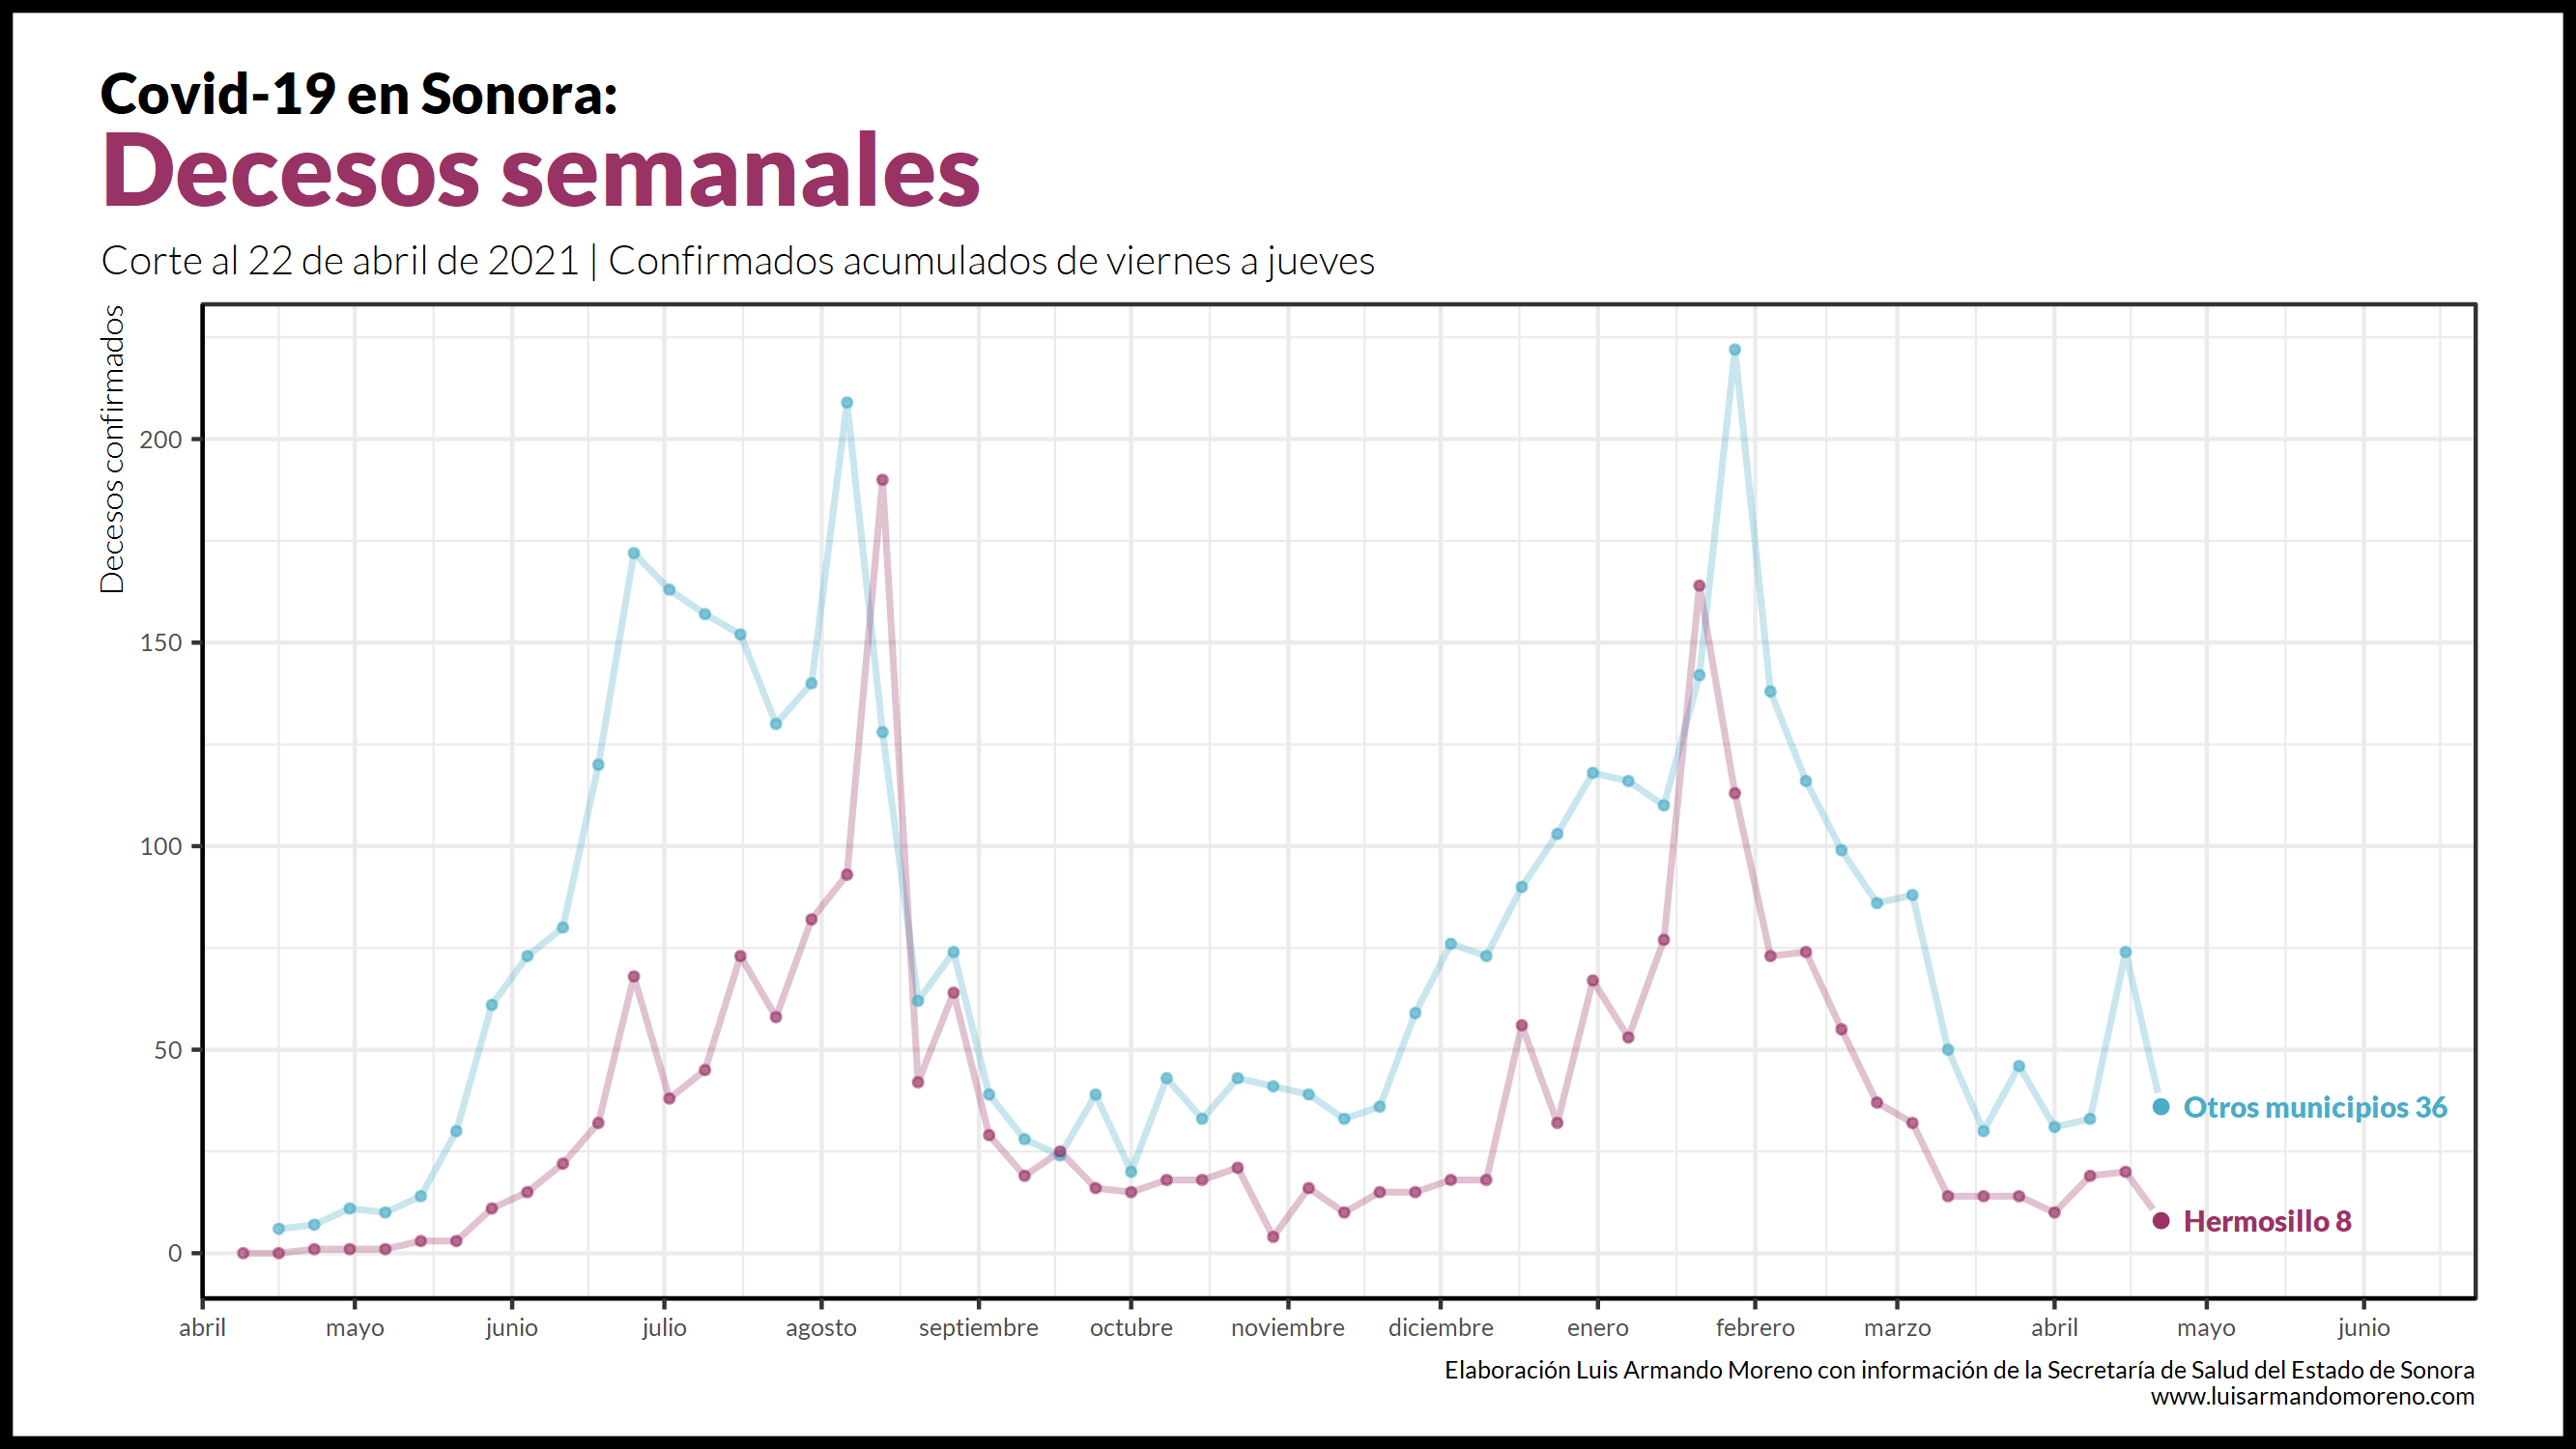 Covid-19 en Sonora:
Decesos semanales
Corte al 22 de abril de 2021 | Confirmados acumulados de viernes a jueves
Decesos confirmados
200
150
100
50
0
Otros municipios 36
Hermosillo 8
abril mayo junio julio agosto septiembre octubre noviembre diciembre enero febrero marzo abril mayo junio
Elaboración Luis Armando Moreno con información de la Secretaría de Salud del Estado de Sonora
www.luisarmandomoreno.com